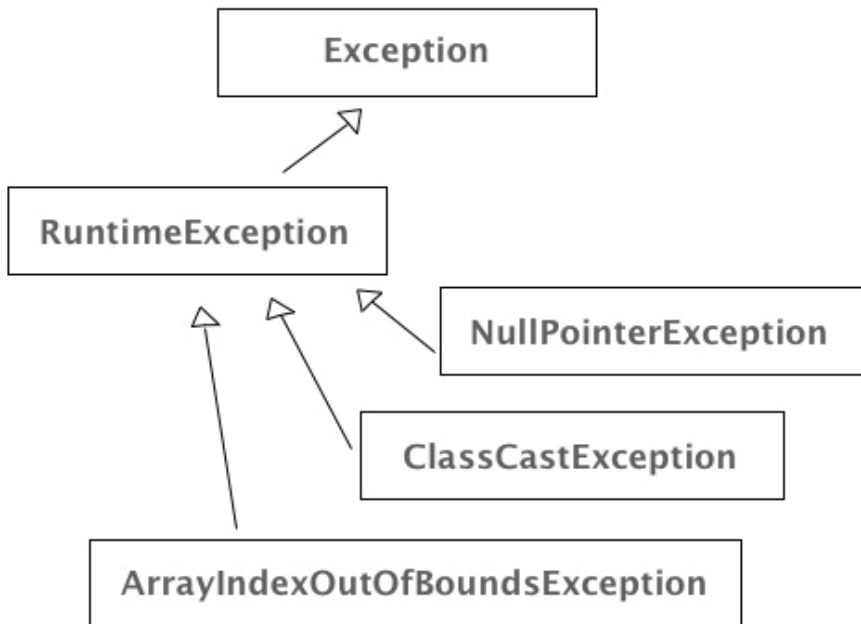 Exception
RuntimeException
NullPointerException
ClassCastException
ArrayIndexOutOfBoundsException